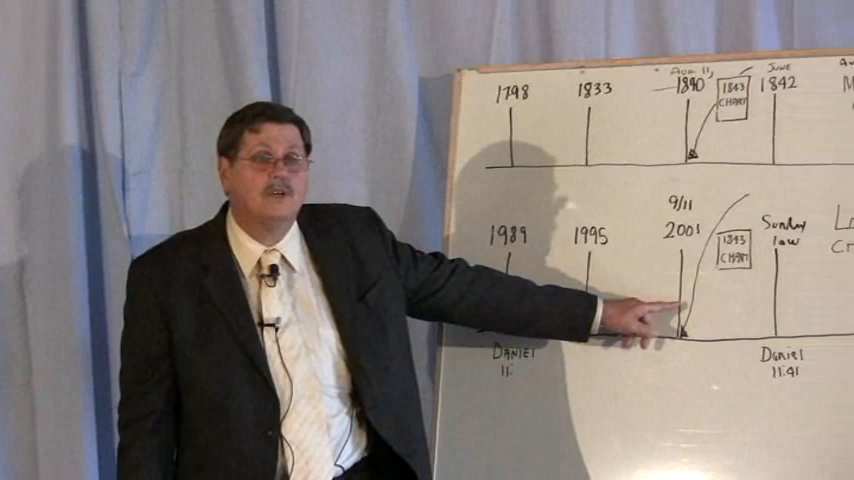 AUG 11,
JUNE
1798
1833
1840
1843
CHART
1842
9/11
1989
1995
2001
1843
CHART
Sunday
law
DANIEL
11:
Daniel
11:41